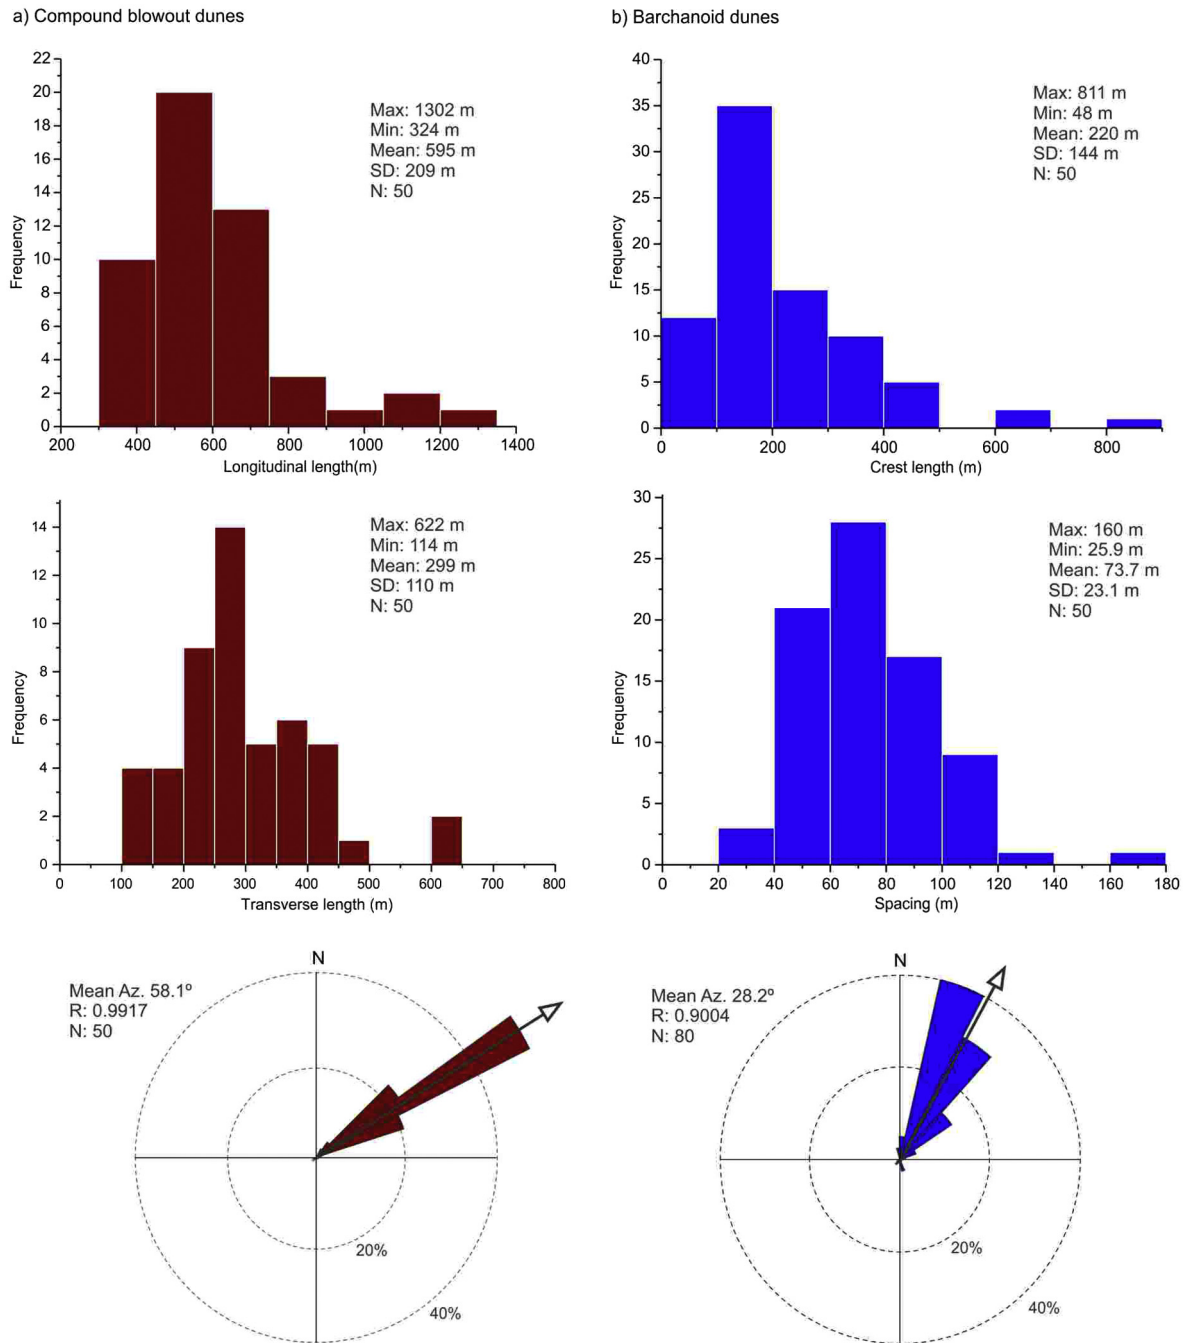 a) Compound blowout dunes
22
20
18
16
14
12
10
8
6
4
2
0
Frequency
200
400
600
800
1000
1200
1400
Longitudinal length(m)
Max: 1302 m
Min: 324 m
Mean: 595 m
SD: 209 m
N: 50
14
12
10
8
6
4
2
0
Frequency
0
100
200
300
400
500
600
700
800
Transverse length (m)
Max: 622 m
Min: 114 m
Mean: 299 m
SD: 110 m
N: 50
N
Mean Az. 58.1º
R: 0.9917
N: 50
20%
40%
b) Barchanoid dunes
40
35
30
25
20
15
10
5
0
Frequency
0
200
400
600
800
Crest length (m)
Max: 811 m
Min: 48 m
Mean: 220 m
SD: 144 m
N: 50
30
25
20
15
10
5
0
Frequency
0
20
40
60
80
100
120
140
160
180
Spacing (m)
Max: 160 m
Min: 25.9 m
Mean: 73.7 m
SD: 23.1 m
N: 50
N
Mean Az. 28.2º
R: 0.9004
N: 80
20%
40%